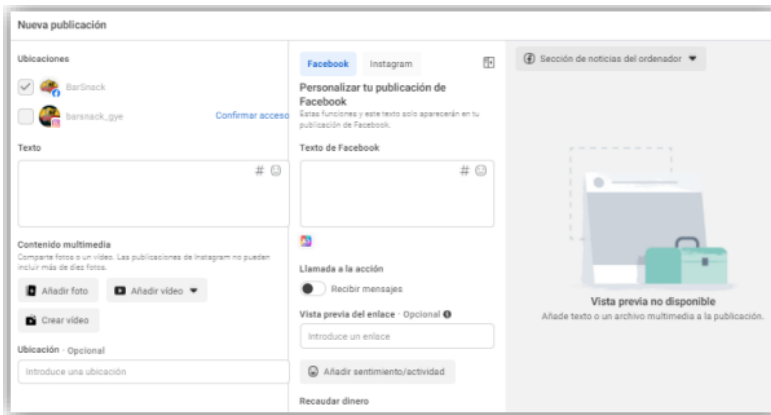 Nueva publicación
Ubicaciones
BarSnack
barsnack_gye
Confirmar acceso
Texto
#
Contenido multimedia
Comparte fotos o un vídeo. Las publicaciones de Instagram no pueden
incluir más de diez fotos.
Añadir foto
Añadir vídeo
Crear vídeo
Ubicación · Opcional
Introduce una ubicación
Facebook
Instagram
Personalizar tu publicación de
Facebook
Estas funciones y este texto solo aparecerán en tu
publicación de Facebook.
Texto de Facebook
#
Llamada a la acción
Recibir mensajes
Vista previa del enlace · Opcional
Introduce un enlace
Añadir sentimiento/actividad
Recaudar dinero
Sección de noticias del ordenador
Vista previa no disponible
Añade texto o un archivo multimedia a la publicación.